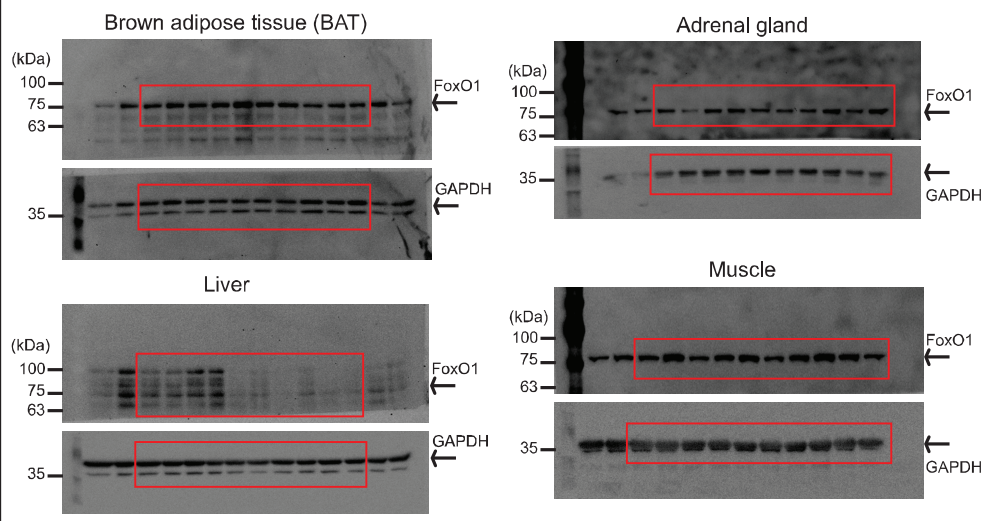 Brown adipose tissue (BAT)
(kDa)
100
75
63
FoxO1
35
GAPDH
Adrenal gland
(kDa)
100
75
63
FoxO1
35
GAPDH
Liver
(kDa)
100
75
63
FoxO1
35
GAPDH
Muscle
(kDa)
100
75
63
FoxO1
35
GAPDH